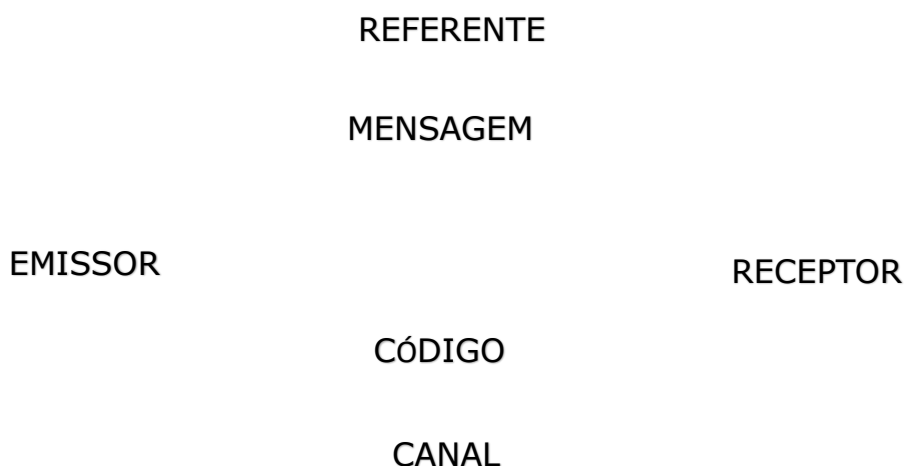 REFERENTE
MENSAGEM
EMISSOR
RECEPTOR
CÓDIGO
CANAL